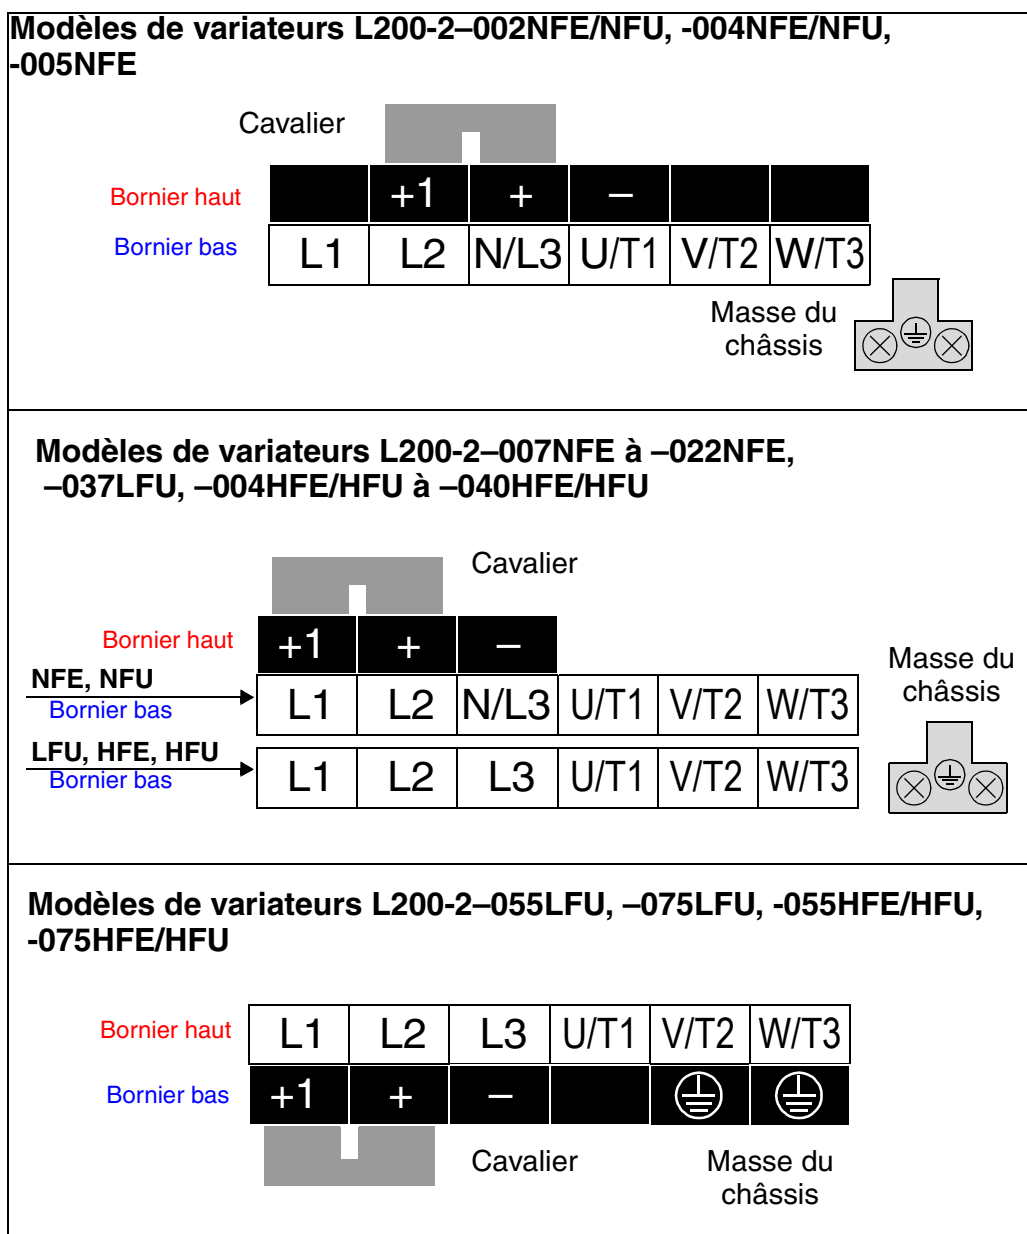 Modèles de variateurs L200-2–002NFE/NFU, -004NFE/NFU,
-005NFE
Cavalier
Bornier haut +1 + –
Bornier bas L1 L2 N/L3 U/T1 V/T2 W/T3
Masse du
châssis
Modèles de variateurs L200-2–007NFE à –022NFE,
–037LFU, –004HFE/HFU à –040HFE/HFU
Cavalier
Bornier haut +1 + –
Masse du
châssis
NFE, NFU
Bornier bas L1 L2 N/L3 U/T1 V/T2 W/T3
LFU, HFE, HFU
Bornier bas L1 L2 L3 U/T1 V/T2 W/T3
Modèles de variateurs L200-2–055LFU, –075LFU, -055HFE/HFU,
-075HFE/HFU
Bornier haut L1 L2 L3 U/T1 V/T2 W/T3
Bornier bas +1 + –
Cavalier
Masse du
châssis